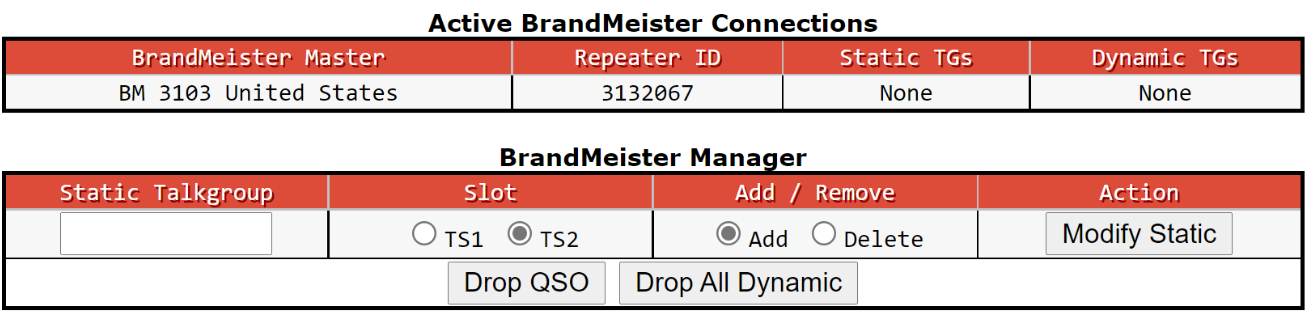 Active BrandMeister Connections
BrandMeister Master Repeater ID Static TGs Dynamic TGs
BM 3103 United States 3132067 None None
BrandMeister Manager
Static Talkgroup Slot Add / Remove Action
TS1 TS2 Add Delete Modify Static
Drop QSO Drop All Dynamic